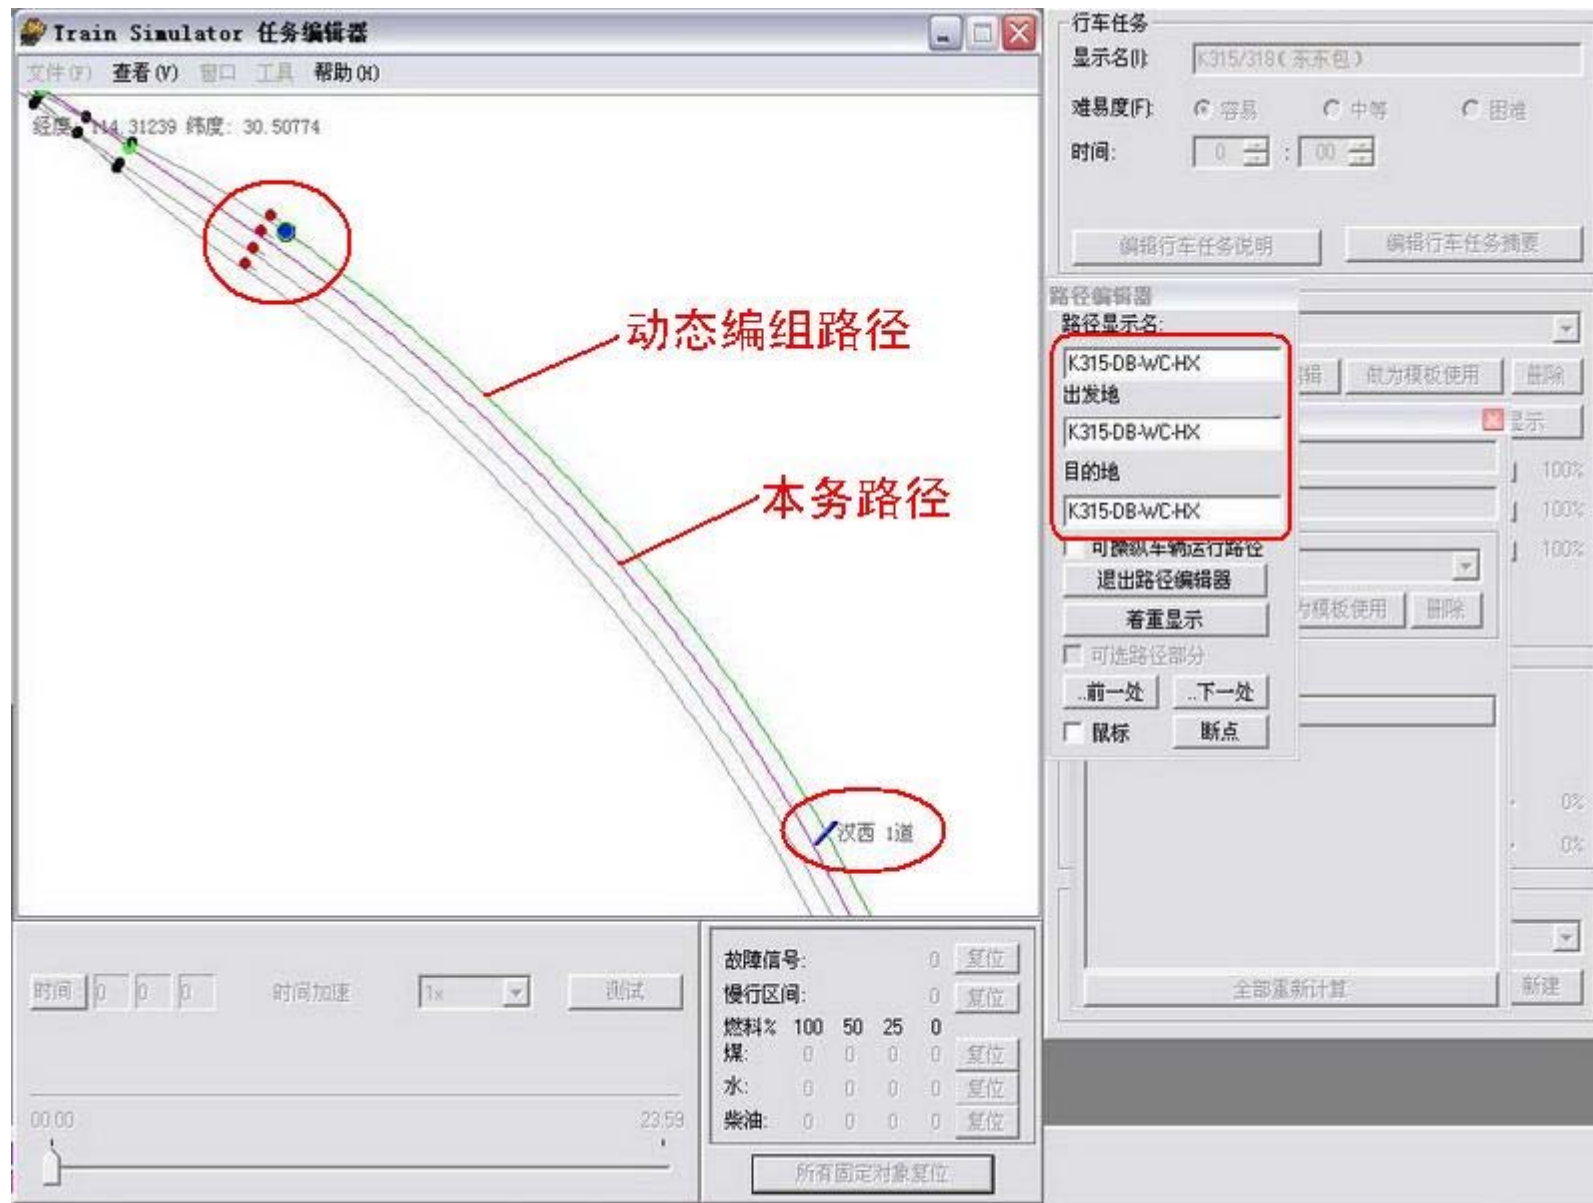 Train Simulator 任务编辑器
文件(F) 查看(V) 窗口 工具 帮助(H)
经度: 114.31239 纬度: 30.50774
动态编组路径
本务路径
汉西 1道
行车任务
显示名(I): K315/318(东东包)
难易度(F): 容易 中等 困难
时间: 0 : 00
编辑行车任务说明 编辑行车任务摘要
路径编辑器
路径显示名:
K315-DB-WC-HX
辑 做为模板使用 删除
出发地
显示
K315-DB-WC-HX
目的地
100%
K315-DB-WC-HX
100%
可操纵车辆运行路径
100%
退出路径编辑器
着重显示
为模板使用 删除
可选路径部分
..前一处 ..下一处
鼠标 断点
0%
0%
全部重新计算 新建
时间 0 0 0 时间加速 1x 测试
00:00 23:59
故障信号: 0 复位
慢行区间: 0 复位
燃料% 100 50 25 0
煤: 0 0 0 0 复位
水: 0 0 0 0 复位
柴油: 0 0 0 0 复位
所有固定对象复位